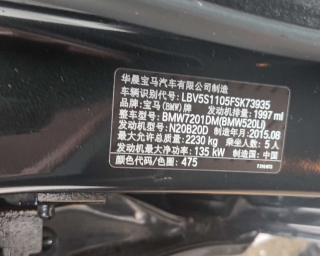 华晨宝马汽车有限公司制造
车辆识别代号: LBV5S1105FSK73935
品牌: 宝马(BMW)牌 发动机排量: 1997 ml
整车型号: BMW7201DM(BMW520Li)
发动机型号: N20B20D 制造年月: 2015.08
最大允许总质量: 2230 kg 乘坐人数: 5 人
发动机最大净功率: 135 kW 制造国: 中国
颜色代码/色圈: 475